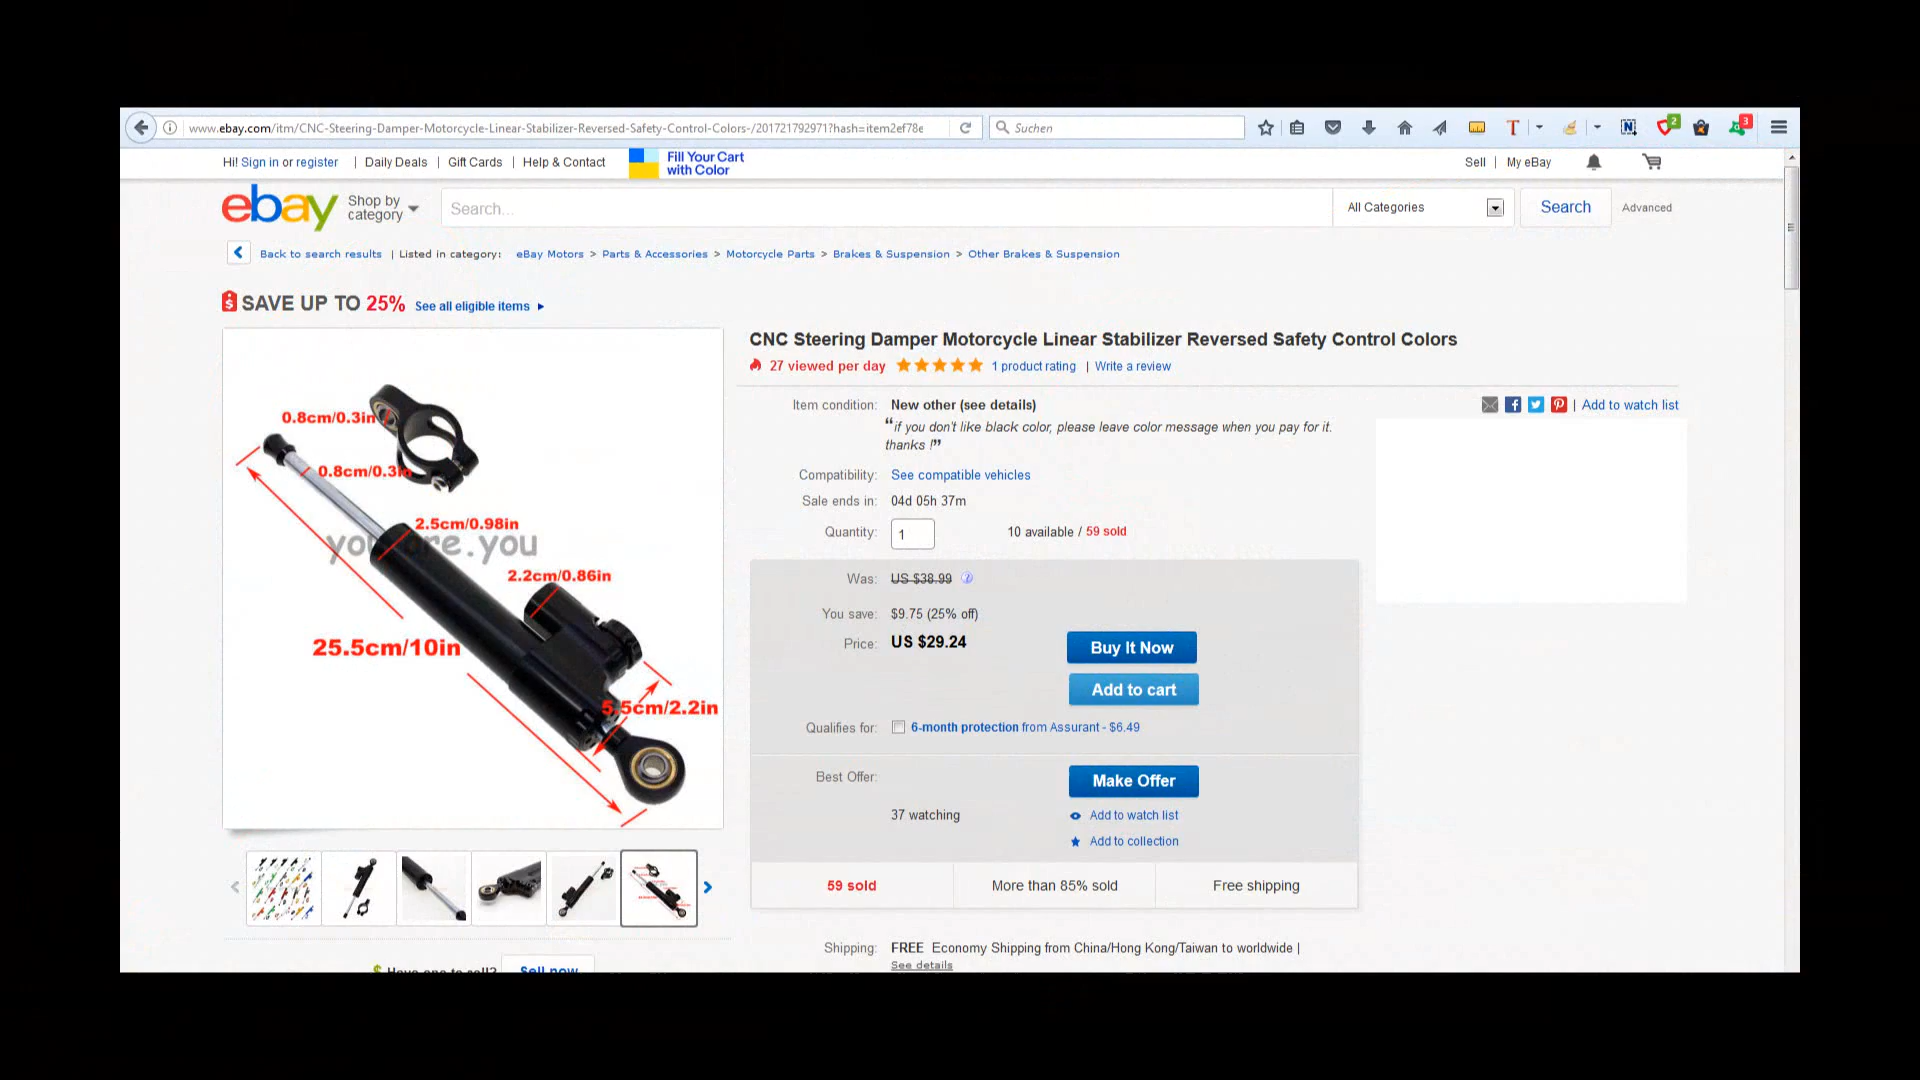 www.ebay.com/itm/CNC-Steering-Damper-Motorcycle-Linear-Stabilizer-Reversed-Safety-Control-Colors-/201721792971?hash=item2ef78e
Suchen
T
N
2
3
Hi! Sign in or register | Daily Deals | Gift Cards | Help & Contact
Fill Your Cart
with Color
Sell | My eBay
ebay
Shop by
category
Search...
All Categories
Search
Advanced
Back to search results | Listed in category: eBay Motors > Parts & Accessories > Motorcycle Parts > Brakes & Suspension > Other Brakes & Suspension
$ SAVE UP TO 25% See all eligible items
0.8cm/0.3in
0.8cm/0.3in
2.5cm/0.98in
2.2cm/0.86in
25.5cm/10in
5.5cm/2.2in
CNC Steering Damper Motorcycle Linear Stabilizer Reversed Safety Control Colors
27 viewed per day 1 product rating | Write a review
Item condition: New other (see details)
“if you don't like black color, please leave color message when you pay for it.
thanks !”
| Add to watch list
Compatibility: See compatible vehicles
Sale ends in: 04d 05h 37m
Quantity: 1 10 available / 59 sold
Was: US $38.99 ?
You save: $9.75 (25% off)
Price: US $29.24
Buy It Now
Add to cart
Qualifies for: 6-month protection from Assurant - $6.49
Best Offer:
Make Offer
37 watching
Add to watch list
Add to collection
59 sold
More than 85% sold
Free shipping
Shipping: FREE Economy Shipping from China/Hong Kong/Taiwan to worldwide |
See details
Have one to sell? Sell now